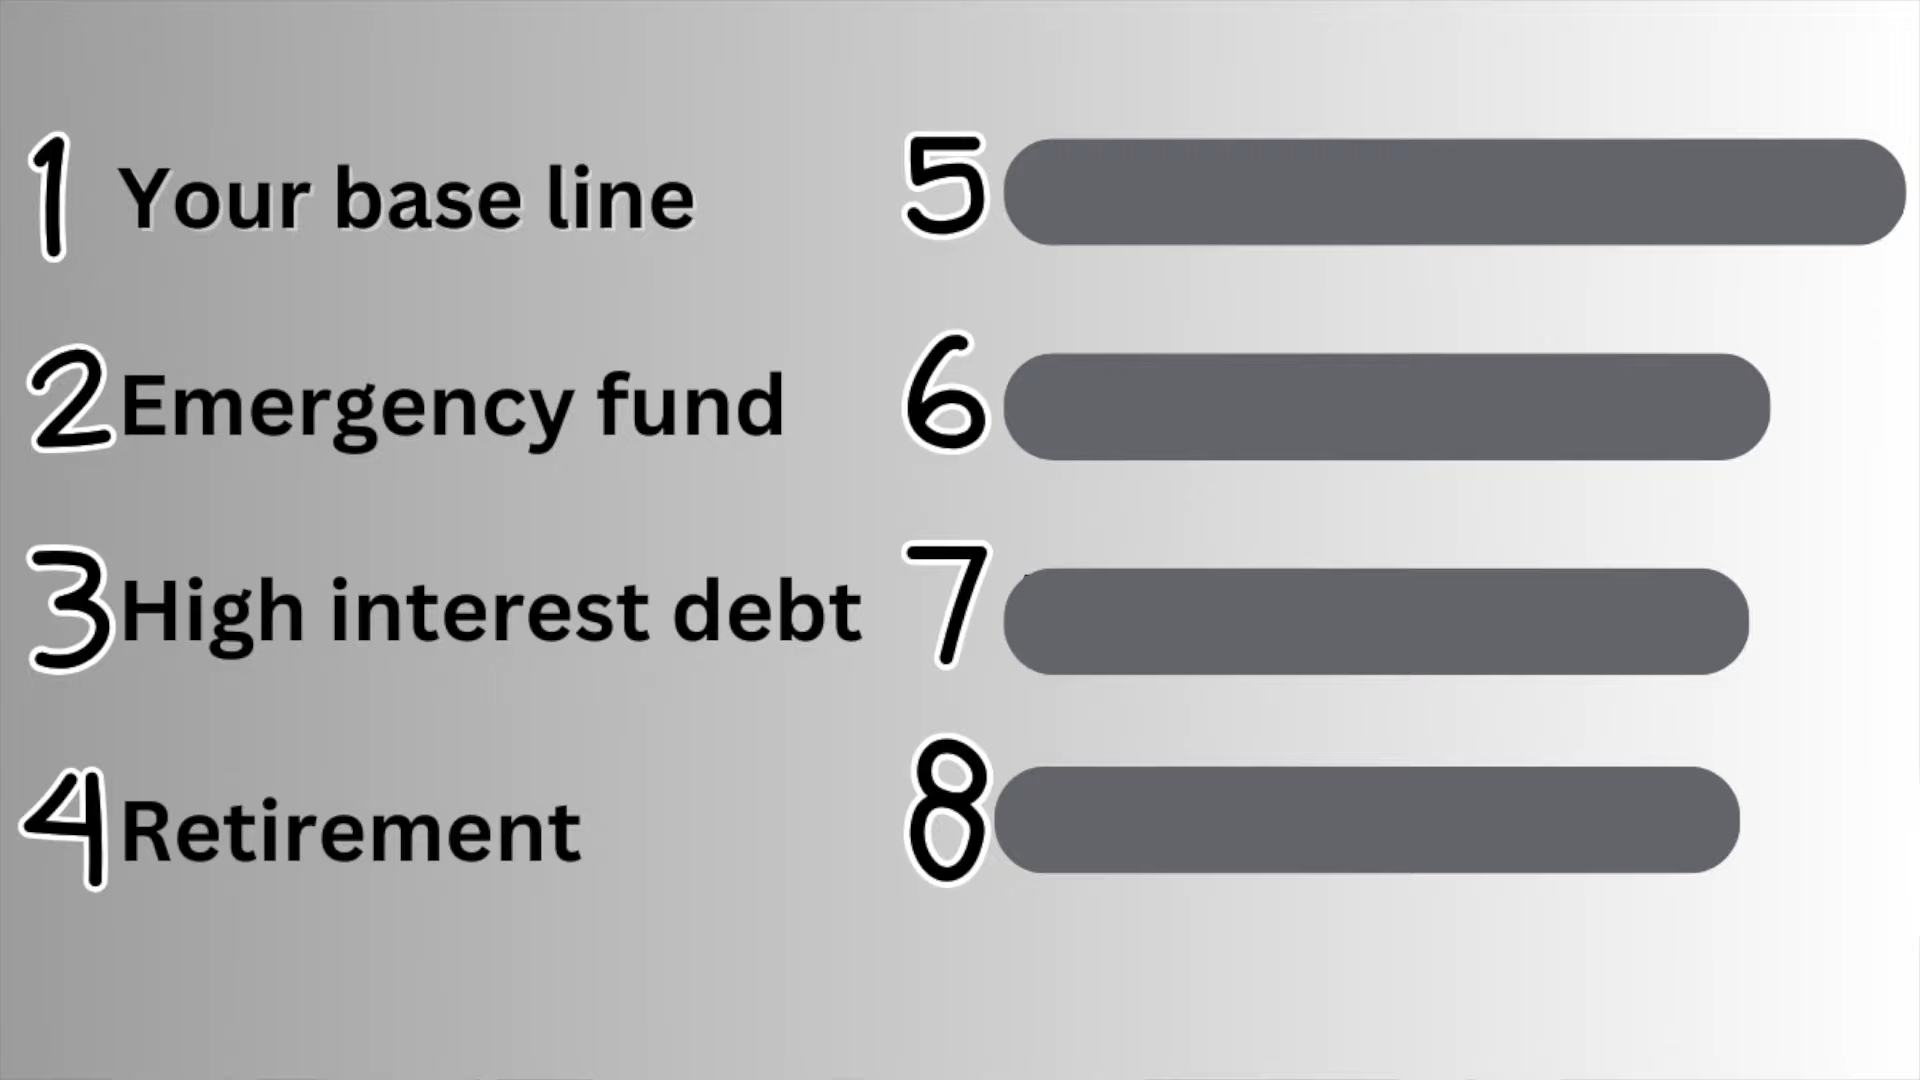 1 Your base line
2 Emergency fund
3 High interest debt
4 Retirement
5
6
7
8